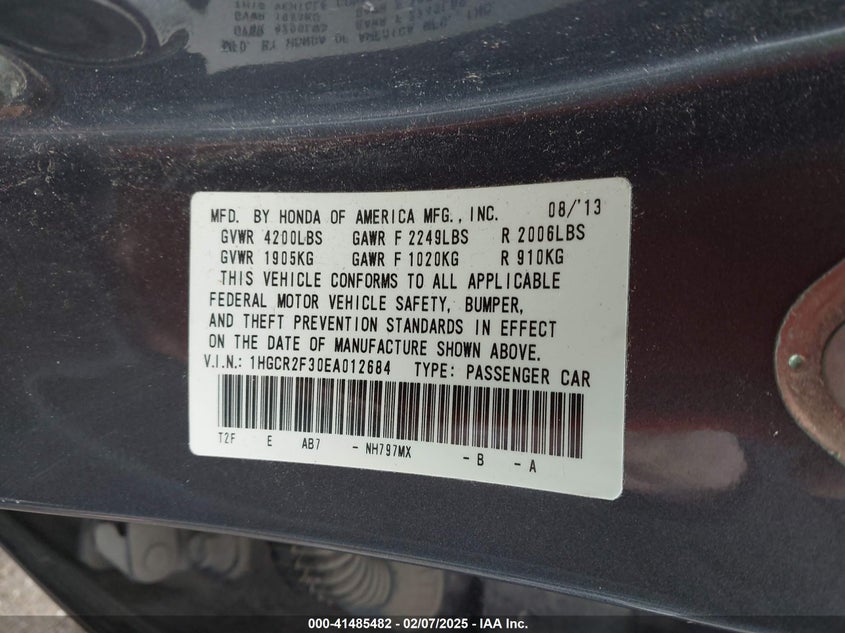 MFD. BY HONDA OF AMERICA MFG., INC. 08/'13
GVWR 4200LBS GAWR F 2249LBS R 2006LBS
GVWR 1905KG GAWR F 1020KG R 910KG
THIS VEHICLE CONFORMS TO ALL APPLICABLE
FEDERAL MOTOR VEHICLE SAFETY, BUMPER,
AND THEFT PREVENTION STANDARDS IN EFFECT
ON THE DATE OF MANUFACTURE SHOWN ABOVE.
V.I.N.: 1HGCR2F30EA012684 TYPE: PASSENGER CAR
T2F E AB7 - NH797MX - B - A
000-41485482 — 02/07/2025 — IAA Inc.